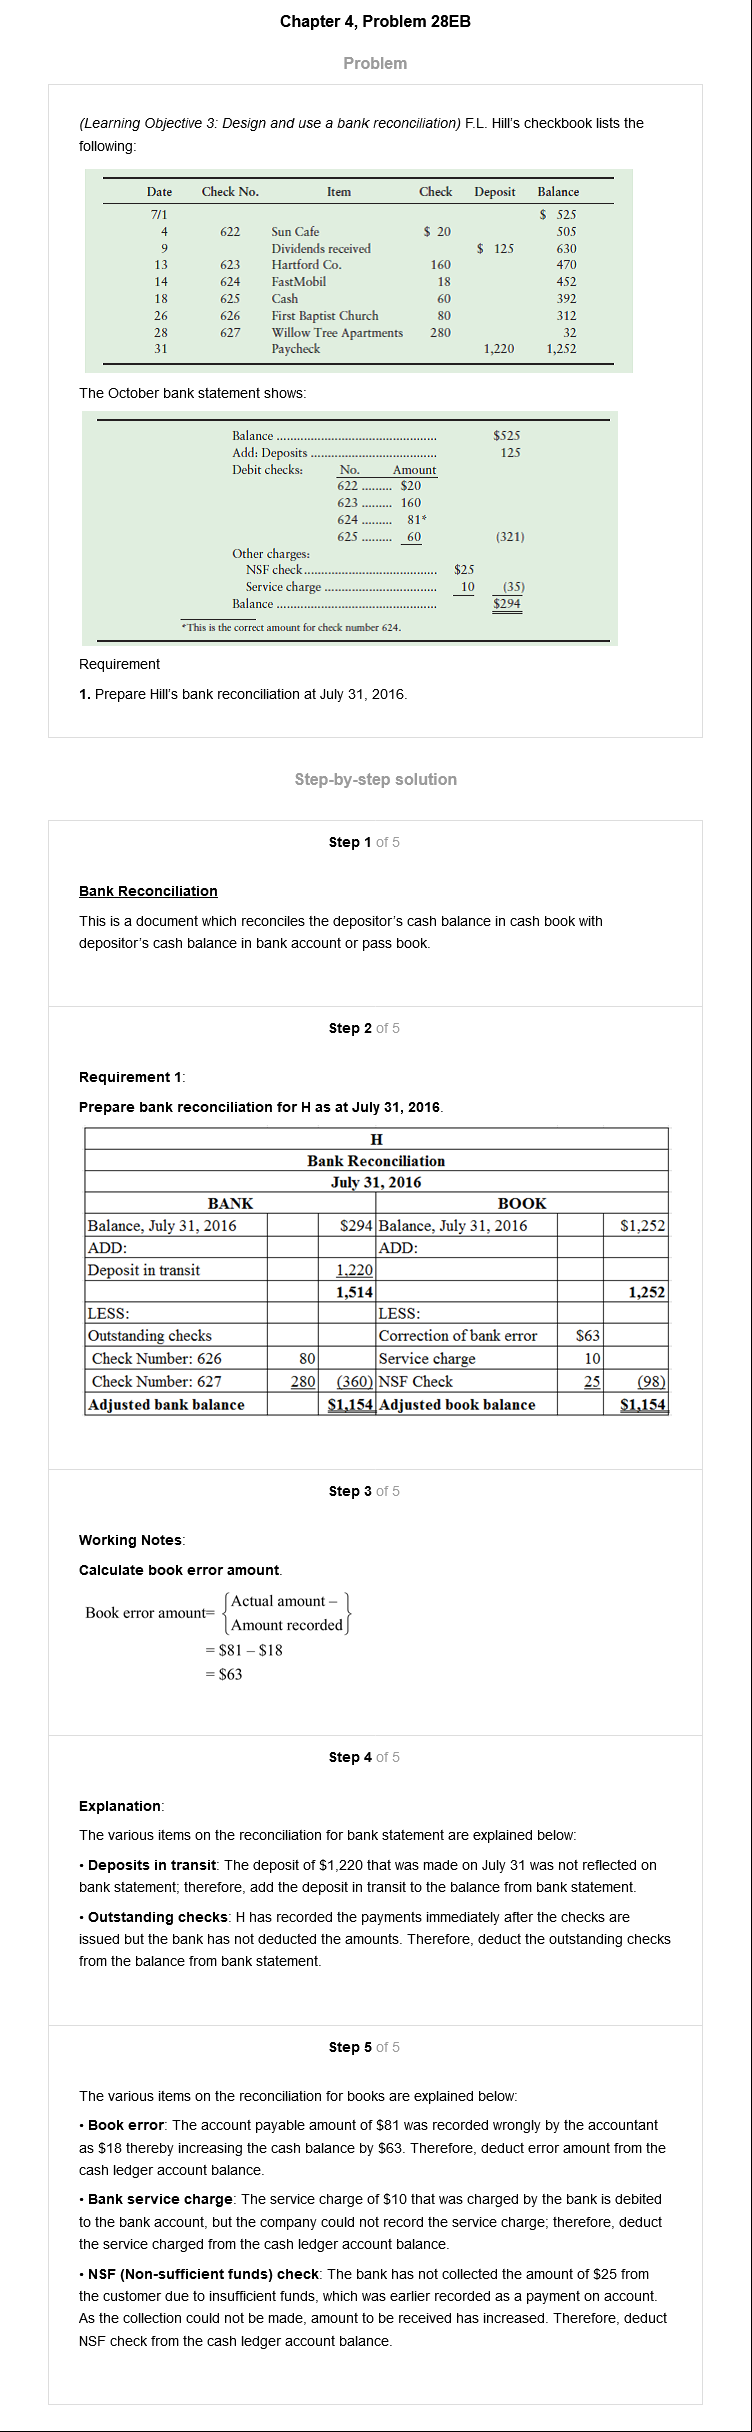 Chapter 4, Problem 28EB
Problem
(Learning Objective 3: Design and use a bank reconciliation) F.L. Hill's checkbook lists the
following:
Date Check No. Item Check Deposit Balance
7/1 $ 525
4 622 Sun Cafe $ 20 505
9 Dividends received $ 125 630
13 623 Hartford Co. 160 470
14 624 FastMobil 18 452
18 625 Cash 60 392
26 626 First Baptist Church 80 312
28 627 Willow Tree Apartments 280 32
31 Paycheck 1,220 1,252
The October bank statement shows:
Balance ................................................ $525
Add: Deposits ..................................... 125
Debit checks: No. Amount
622 ......... $20
623 ......... 160
624 ......... 81*
625 ......... 60 (321)
Other charges:
NSF check....................................... $25
Service charge ................................. 10 (35)
Balance ................................................ $294
*This is the correct amount for check number 624.
Requirement
1. Prepare Hill's bank reconciliation at July 31, 2016.
Step-by-step solution
Step 1 of 5
Bank Reconciliation
This is a document which reconciles the depositor's cash balance in cash book with
depositor's cash balance in bank account or pass book.
Step 2 of 5
Requirement 1:
Prepare bank reconciliation for H as at July 31, 2016.
H
Bank Reconciliation
July 31, 2016
BANK BOOK
Balance, July 31, 2016 $294 Balance, July 31, 2016 $1,252
ADD: ADD:
Deposit in transit 1,220
1,514 1,252
LESS: LESS:
Outstanding checks Correction of bank error $63
Check Number: 626 80 Service charge 10
Check Number: 627 280 (360) NSF Check 25 (98)
Adjusted bank balance $1,154 Adjusted book balance $1,154
Step 3 of 5
Working Notes:
Calculate book error amount.
Book error amount= {Actual amount –
Amount recorded}
= $81 – $18
= $63
Step 4 of 5
Explanation:
The various items on the reconciliation for bank statement are explained below:
• Deposits in transit: The deposit of $1,220 that was made on July 31 was not reflected on
bank statement; therefore, add the deposit in transit to the balance from bank statement.
• Outstanding checks: H has recorded the payments immediately after the checks are
issued but the bank has not deducted the amounts. Therefore, deduct the outstanding checks
from the balance from bank statement.
Step 5 of 5
The various items on the reconciliation for books are explained below:
• Book error: The account payable amount of $81 was recorded wrongly by the accountant
as $18 thereby increasing the cash balance by $63. Therefore, deduct error amount from the
cash ledger account balance.
• Bank service charge: The service charge of $10 that was charged by the bank is debited
to the bank account, but the company could not record the service charge; therefore, deduct
the service charged from the cash ledger account balance.
• NSF (Non-sufficient funds) check: The bank has not collected the amount of $25 from
the customer due to insufficient funds, which was earlier recorded as a payment on account.
As the collection could not be made, amount to be received has increased. Therefore, deduct
NSF check from the cash ledger account balance.